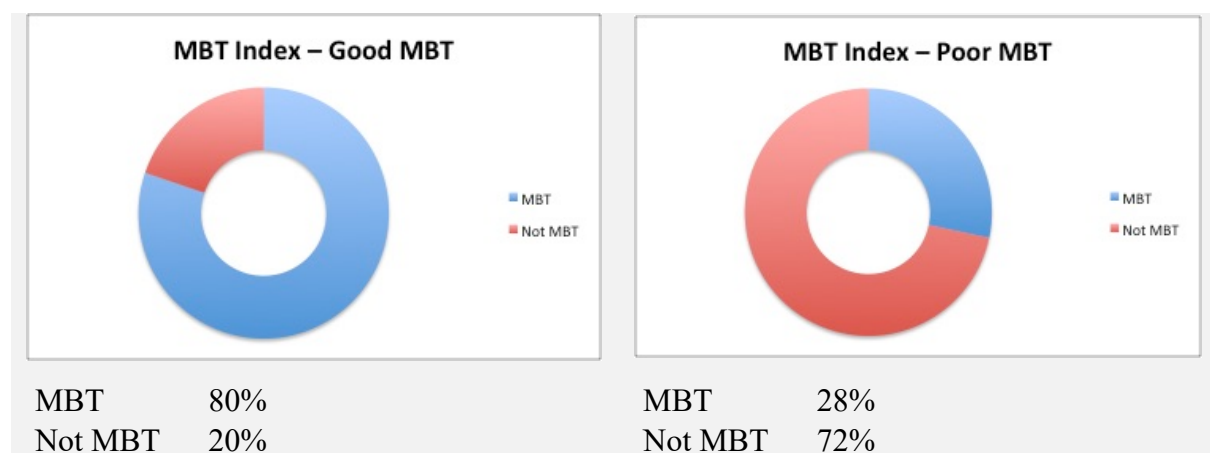 MBT Index – Good MBT
MBT
Not MBT
MBT 80%
Not MBT 20%
MBT Index – Poor MBT
MBT
Not MBT
MBT 28%
Not MBT 72%